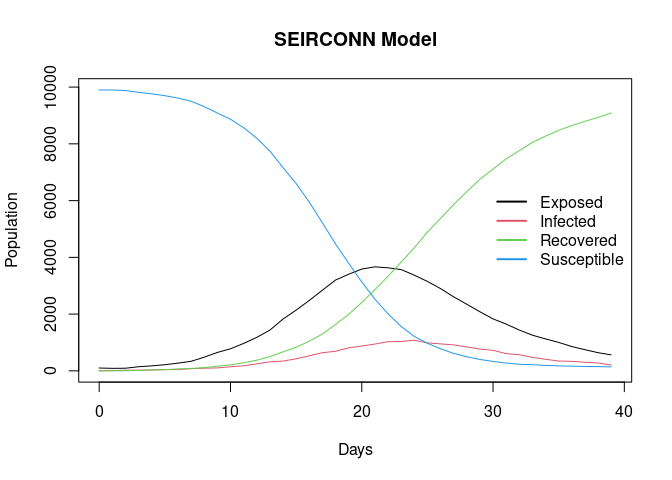 SEIRCONN Model
Population
10000
8000
6000
4000
2000
0
Exposed
Infected
Recovered
Susceptible
0 10 20 30 40
Days